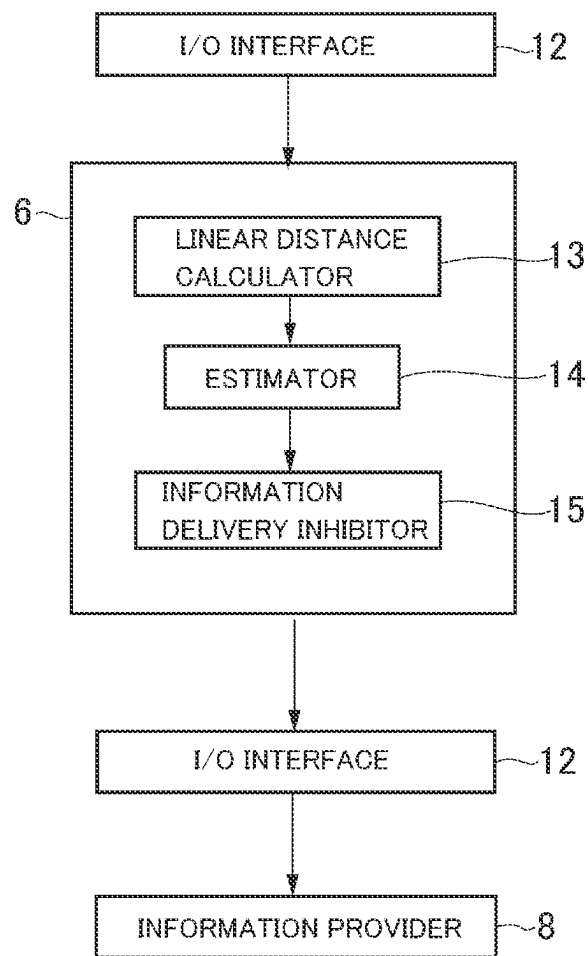 I/O INTERFACE 12
6
LINEAR DISTANCE
CALCULATOR
13
ESTIMATOR 14
INFORMATION
DELIVERY INHIBITOR
15
I/O INTERFACE 12
INFORMATION PROVIDER 8